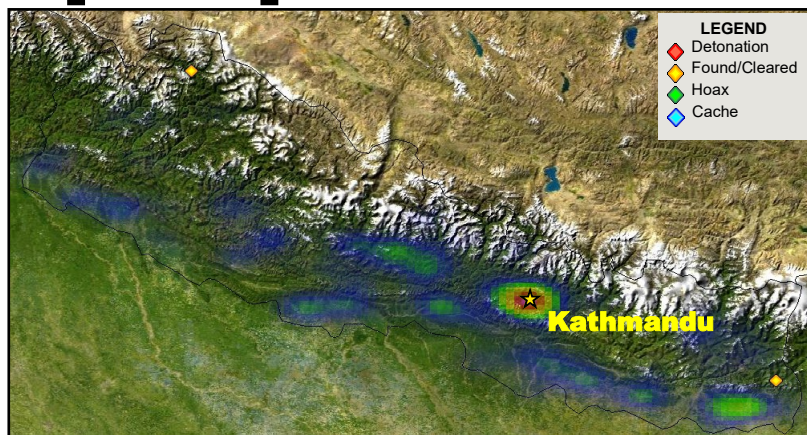 LEGEND
Detonation
Found/Cleared
Hoax
Cache
Kathmandu